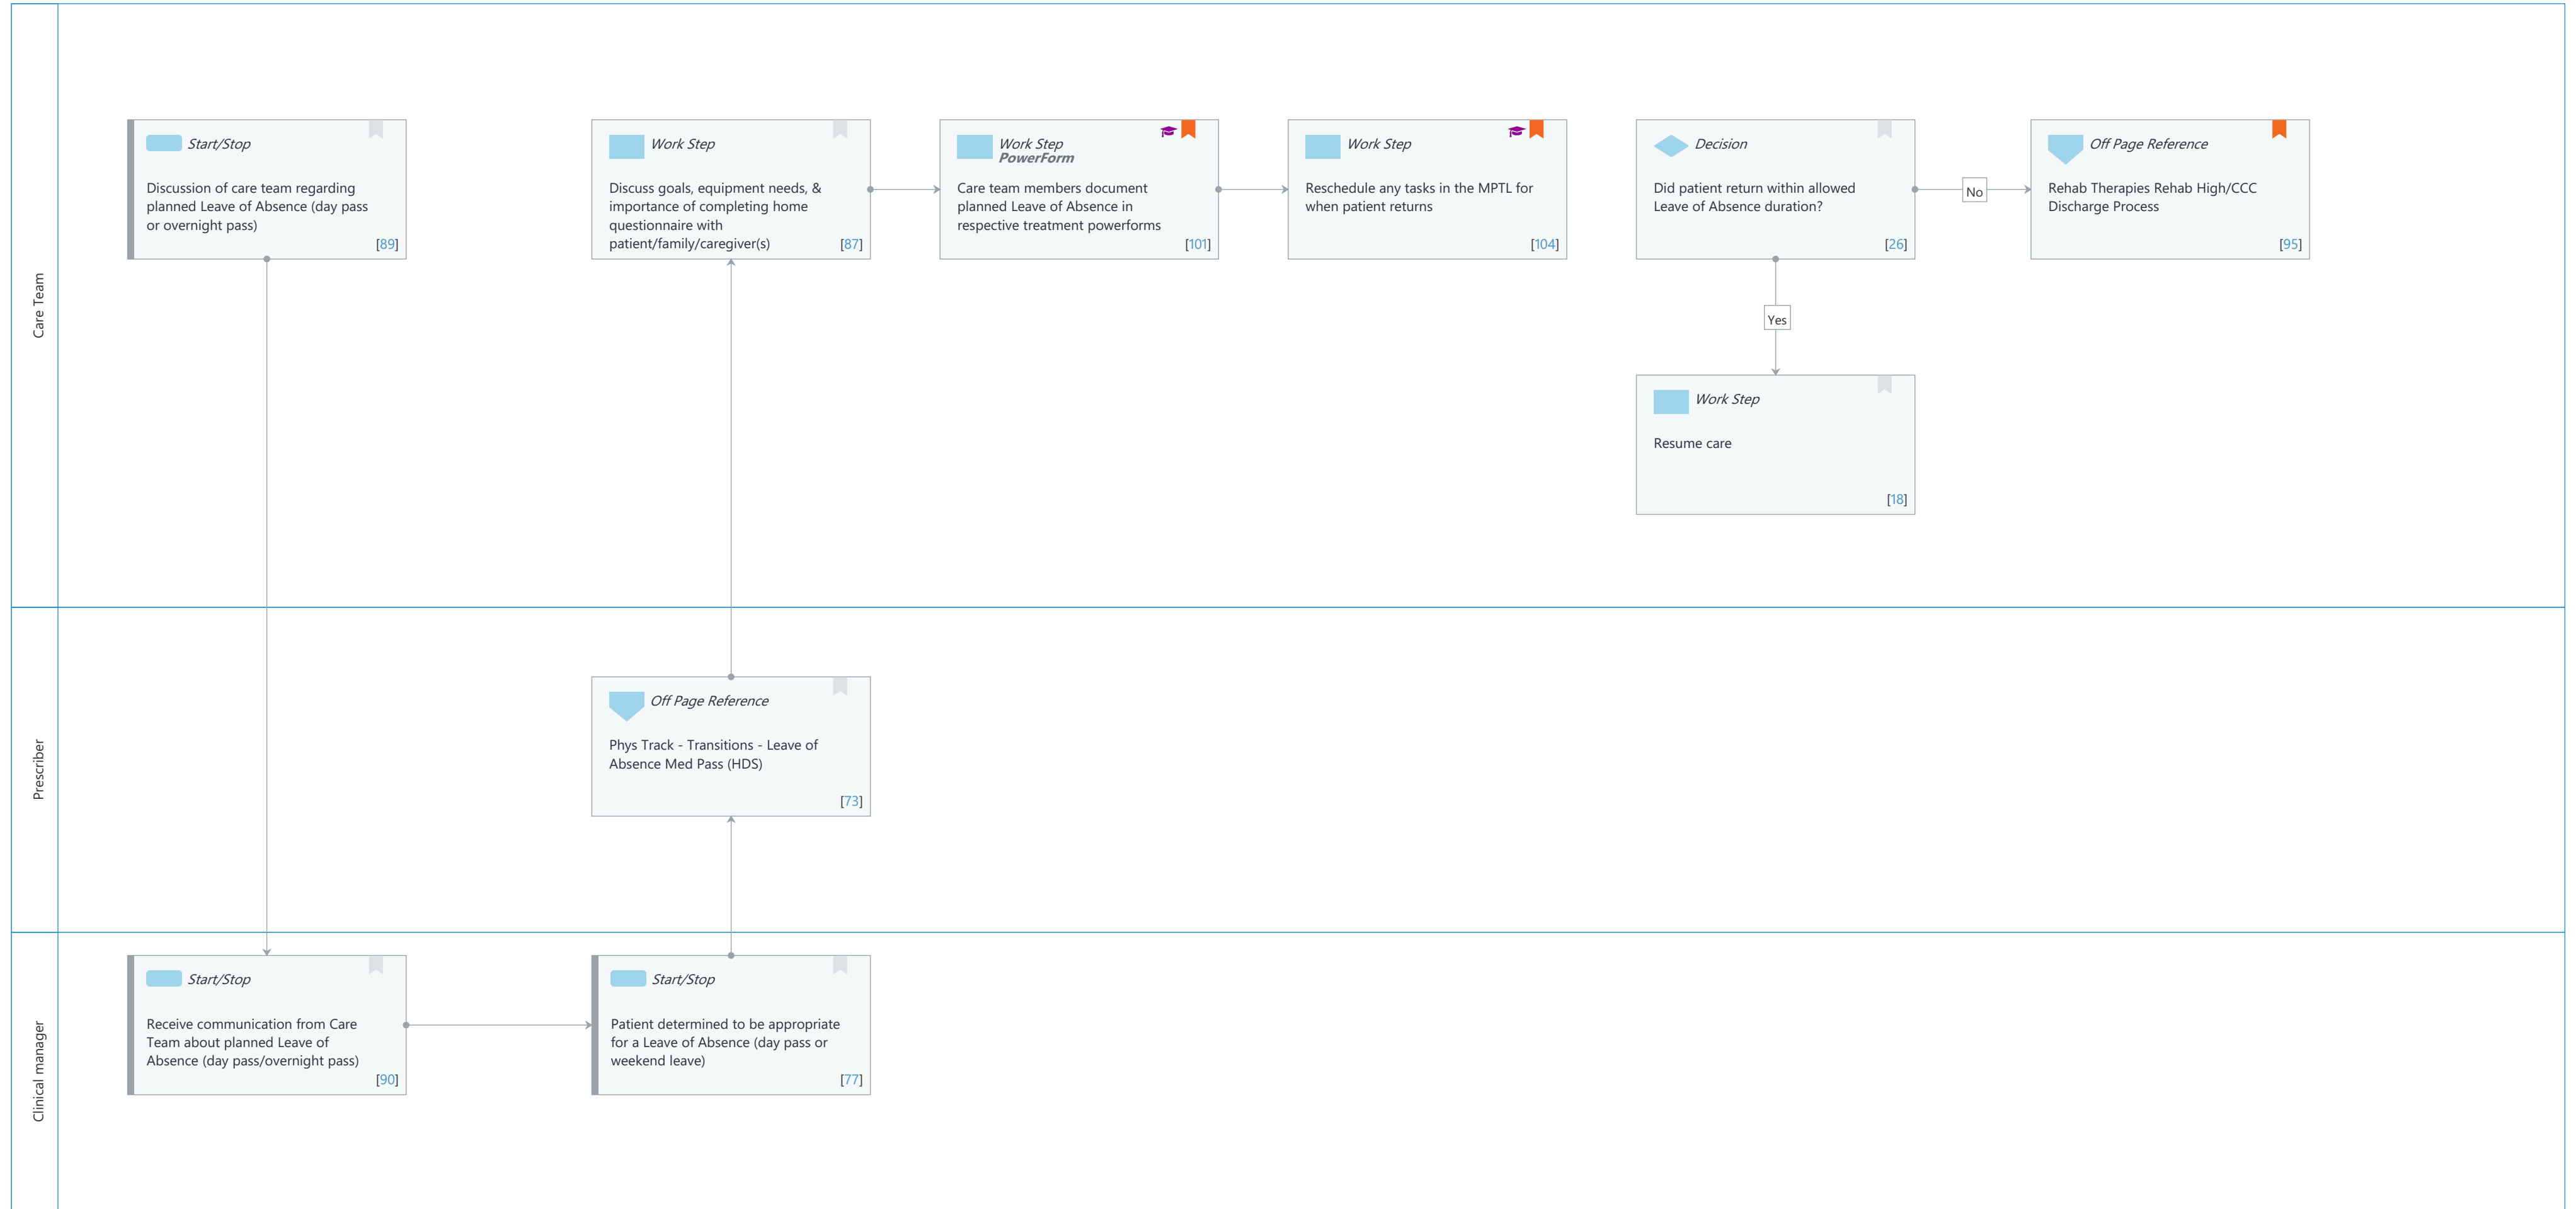 Care Team
Start/Stop
Discussion of care team regarding
planned Leave of Absence (day pass
or overnight pass)
[89]
Work Step
Discuss goals, equipment needs, &
importance of completing home
questionnaire with
patient/family/caregiver(s)
[87]
Work Step
PowerForm
Care team members document
planned Leave of Absence in
respective treatment powerforms
[101]
Work Step
Reschedule any tasks in the MPTL for
when patient returns
[104]
Decision
Did patient return within allowed
Leave of Absence duration?
[26]
No
Off Page Reference
Rehab Therapies Rehab High/CCC
Discharge Process
[95]
Yes
Work Step
Resume care
[18]
Prescriber
Off Page Reference
Phys Track - Transitions - Leave of
Absence Med Pass (HDS)
[73]
Clinical manager
Start/Stop
Receive communication from Care
Team about planned Leave of
Absence (day pass/overnight pass)
[90]
Start/Stop
Patient determined to be appropriate
for a Leave of Absence (day pass or
weekend leave)
[77]